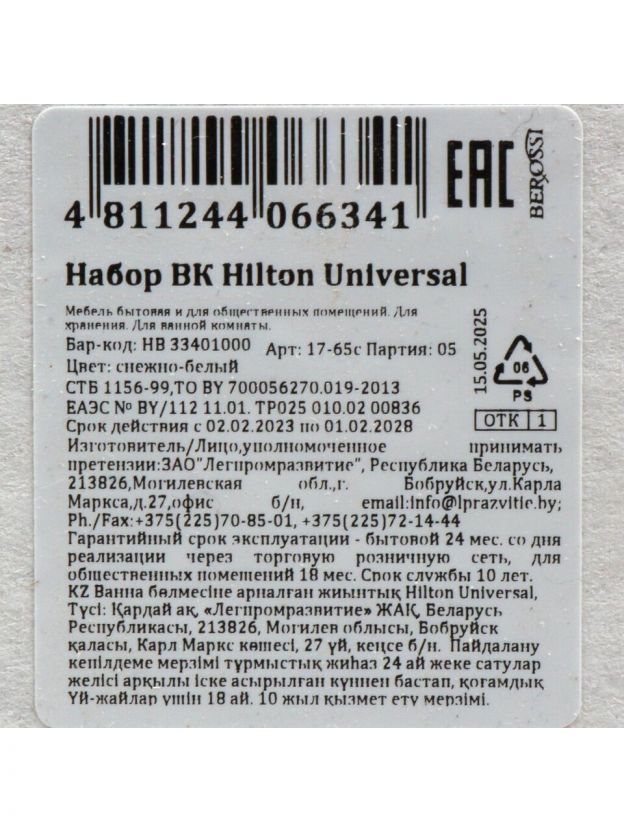 4 811244 066341
EAC
BERØSSI
Набор ВК Hilton Universal
Мебель бытовая и для общественных помещений. Для
хранения. Для ванной комнаты.
Бар-код: НВ 33401000 Арт: 17-65с Партия: 05
Цвет: снежно-белый
15.05.2025
06
PS
СТБ 1156-99,ТО BY 700056270.019-2013
ЕАЭС № BY/112 11.01. ТР025 010.02 00836
ОТК 1
Срок действия с 02.02.2023 по 01.02.2028
Изготовитель/Лицо,уполномоченное принимать
претензии:ЗАО"Легпромразвитие", Республика Беларусь,
213826,Могилевская обл.,г. Бобруйск,ул.Карла
Маркса,д.27,офис б/н, email:info@lprazvitie.by;
Ph./Fax:+375(225)70-85-01, +375(225)72-14-44
Гарантийный срок эксплуатации - бытовой 24 мес. со дня
реализации через торговую розничную сеть, для
общественных помещений 18 мес. Срок службы 10 лет.
KZ Ванна бөлмесіне арналған жиынтық Hilton Universal,
Түсі: Қардай ақ, «Легпромразвитие» ЖАҚ, Беларусь
Республикасы, 213826, Могилев облысы, Бобруйск
қаласы, Карл Маркс көшесі, 27 үй, кеңсе б/н. Пайдалану
кепілдеме мерзімі тұрмыстық жиһаз 24 ай жеке сатулар
желісі арқылы іске асырылған күннен бастап, қоғамдық
Үй-жайлар үшін 18 ай. 10 жыл қызмет ету мерзімі.